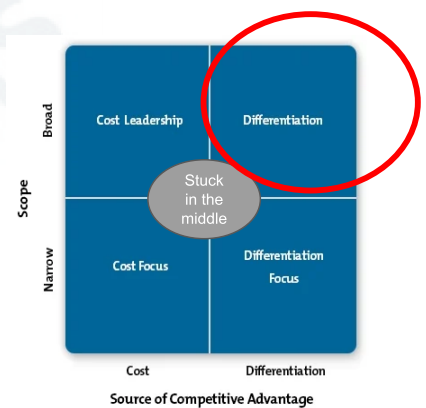 Broad
Cost Leadership
Differentiation
Scope
Stuck
in the
middle
Narrow
Cost Focus
Differentiation
Focus
Cost
Differentiation
Source of Competitive Advantage